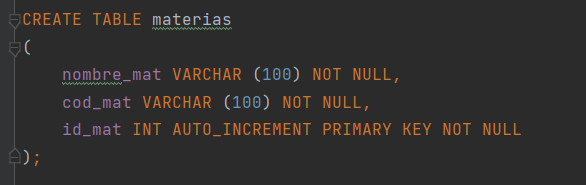 CREATE TABLE materias
(
nombre_mat VARCHAR (100) NOT NULL,
cod_mat VARCHAR (100) NOT NULL,
id_mat INT AUTO_INCREMENT PRIMARY KEY NOT NULL
);